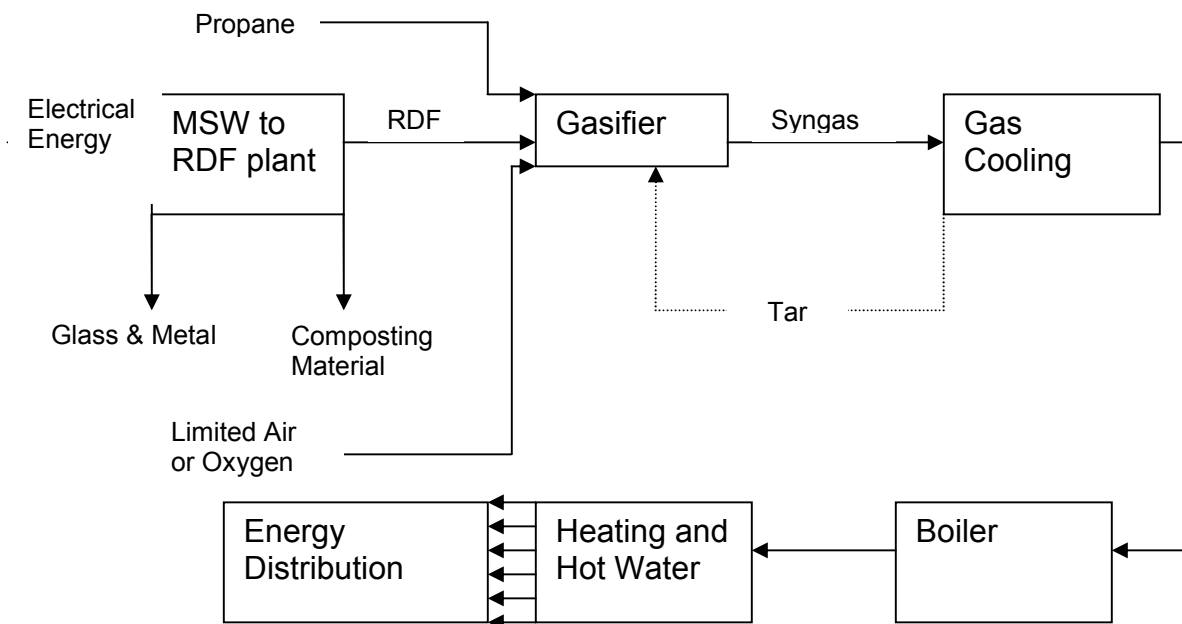 Propane
Electrical
Energy
MSW to
RDF plant
RDF
Gasifier
Syngas
Gas
Cooling
Tar
Glass & Metal
Composting
Material
Limited Air
or Oxygen
Energy
Distribution
Heating and
Hot Water
Boiler